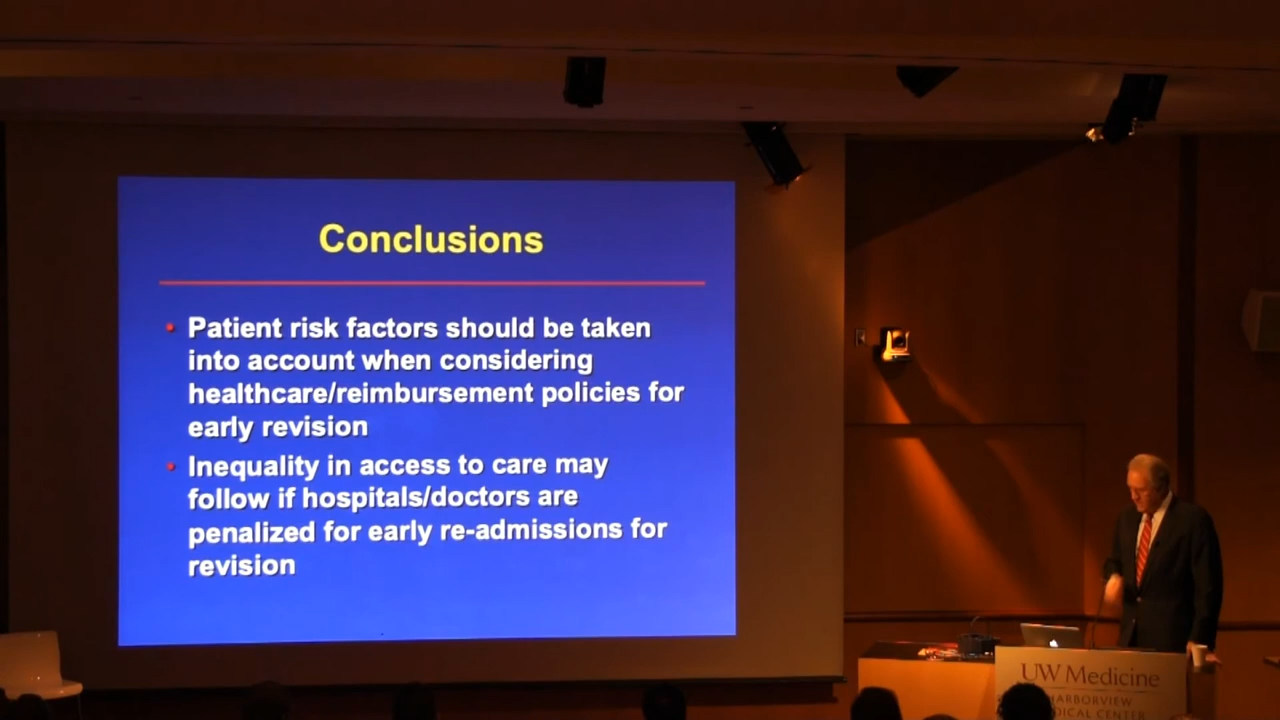 Conclusions
Patient risk factors should be taken
into account when considering
healthcare/reimbursement policies for
early revision
Inequality in access to care may
follow if hospitals/doctors are
penalized for early re-admissions for
revision
UW Medicine
HARBORVIEW
CENTER